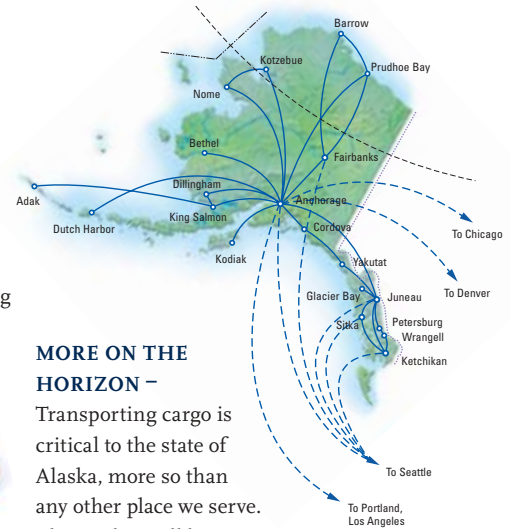 Barrow
Kotzebue
Prudhoe Bay
Nome
Bethel
Fairbanks
Dillingham
Adak
Anchorage
King Salmon
Dutch Harbor
Cordova
To Chicago
Kodiak
Yakutat
To Denver
Glacier Bay
Juneau
Sitka
Petersburg
Wrangell
Ketchikan
To Seattle
To Portland,
Los Angeles
g
MORE ON THE
HORIZON –
Transporting cargo is
critical to the state of
Alaska, more so than
any other place we serve.